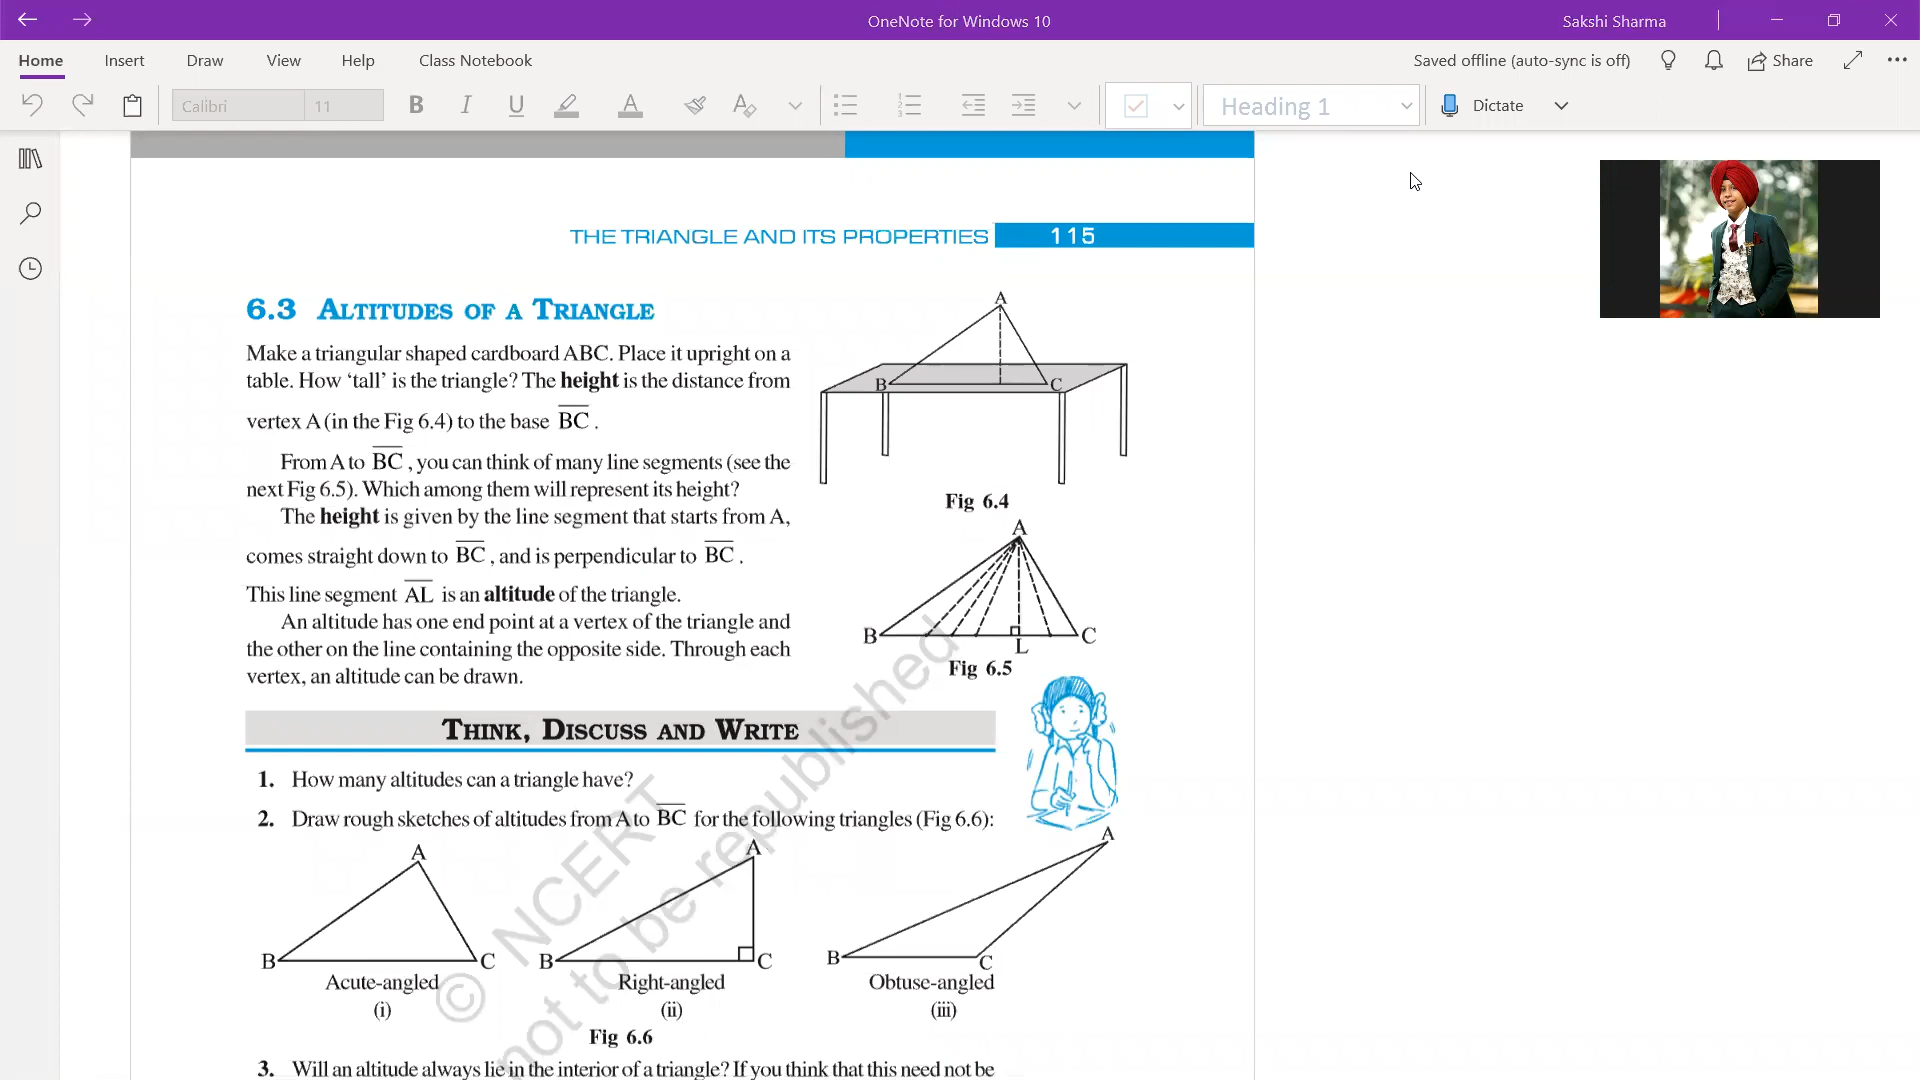 OneNote for Windows 10
Sakshi Sharma
Home Insert Draw View Help Class Notebook
Saved offline (auto-sync is off)
Share
Calibri 11
B I U A
Heading 1
Dictate
THE TRIANGLE AND ITS PROPERTIES 115
6.3 ALTITUDES OF A TRIANGLE
Make a triangular shaped cardboard ABC. Place it upright on a
table. How ‘tall’ is the triangle? The height is the distance from
vertex A (in the Fig 6.4) to the base BC .
From A to BC , you can think of many line segments (see the
next Fig 6.5). Which among them will represent its height?
The height is given by the line segment that starts from A,
comes straight down to BC , and is perpendicular to BC .
This line segment AL is an altitude of the triangle.
An altitude has one end point at a vertex of the triangle and
the other on the line containing the opposite side. Through each
vertex, an altitude can be drawn.
A
B
C
Fig 6.4
A
B
C
L
Fig 6.5
THINK, DISCUSS AND WRITE
1. How many altitudes can a triangle have?
2. Draw rough sketches of altitudes from A to BC for the following triangles (Fig 6.6):
A
B
C
Acute-angled
(i)
A
B
C
Right-angled
(ii)
A
B
C
Obtuse-angled
(iii)
Fig 6.6
3. Will an altitude always lie in the interior of a triangle? If you think that this need not be
© NCERT
not to be republished